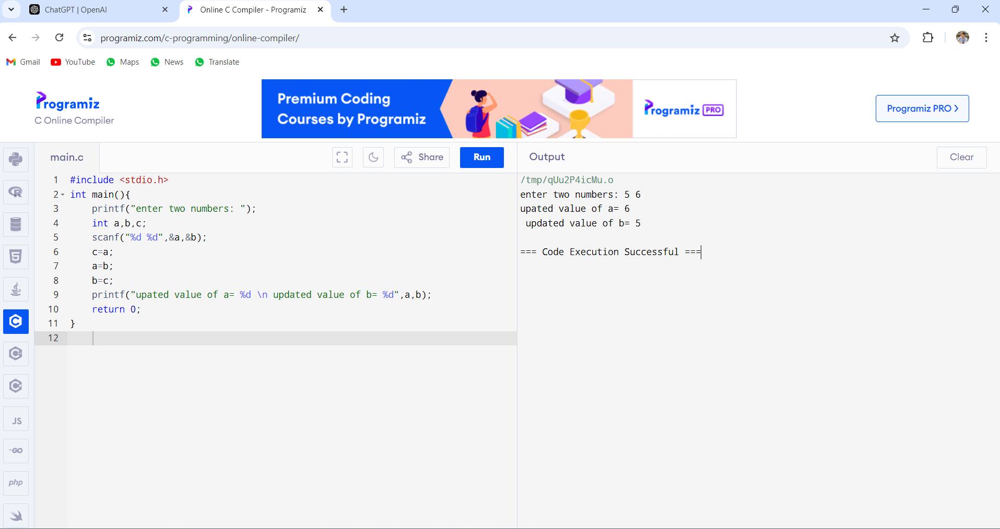 ChatGPT | OpenAI
Online C Compiler - Programiz
programiz.com/c-programming/online-compiler/
Gmail YouTube Maps News Translate
Programiz
C Online Compiler
Premium Coding
Courses by Programiz
Programiz PRO
Programiz PRO >
main.c
Share
Run
Output
Clear
1 #include <stdio.h>
2 int main(){
3 printf("enter two numbers: ");
4 int a,b,c;
5 scanf("%d %d",&a,&b);
6 c=a;
7 a=b;
8 b=c;
9 printf("upated value of a= %d \n updated value of b= %d",a,b);
10 return 0;
11 }
12
/tmp/qUu2P4icMu.o
enter two numbers: 5 6
upated value of a= 6
updated value of b= 5
=== Code Execution Successful ===
R
5
C
C
C
JS
GO
php